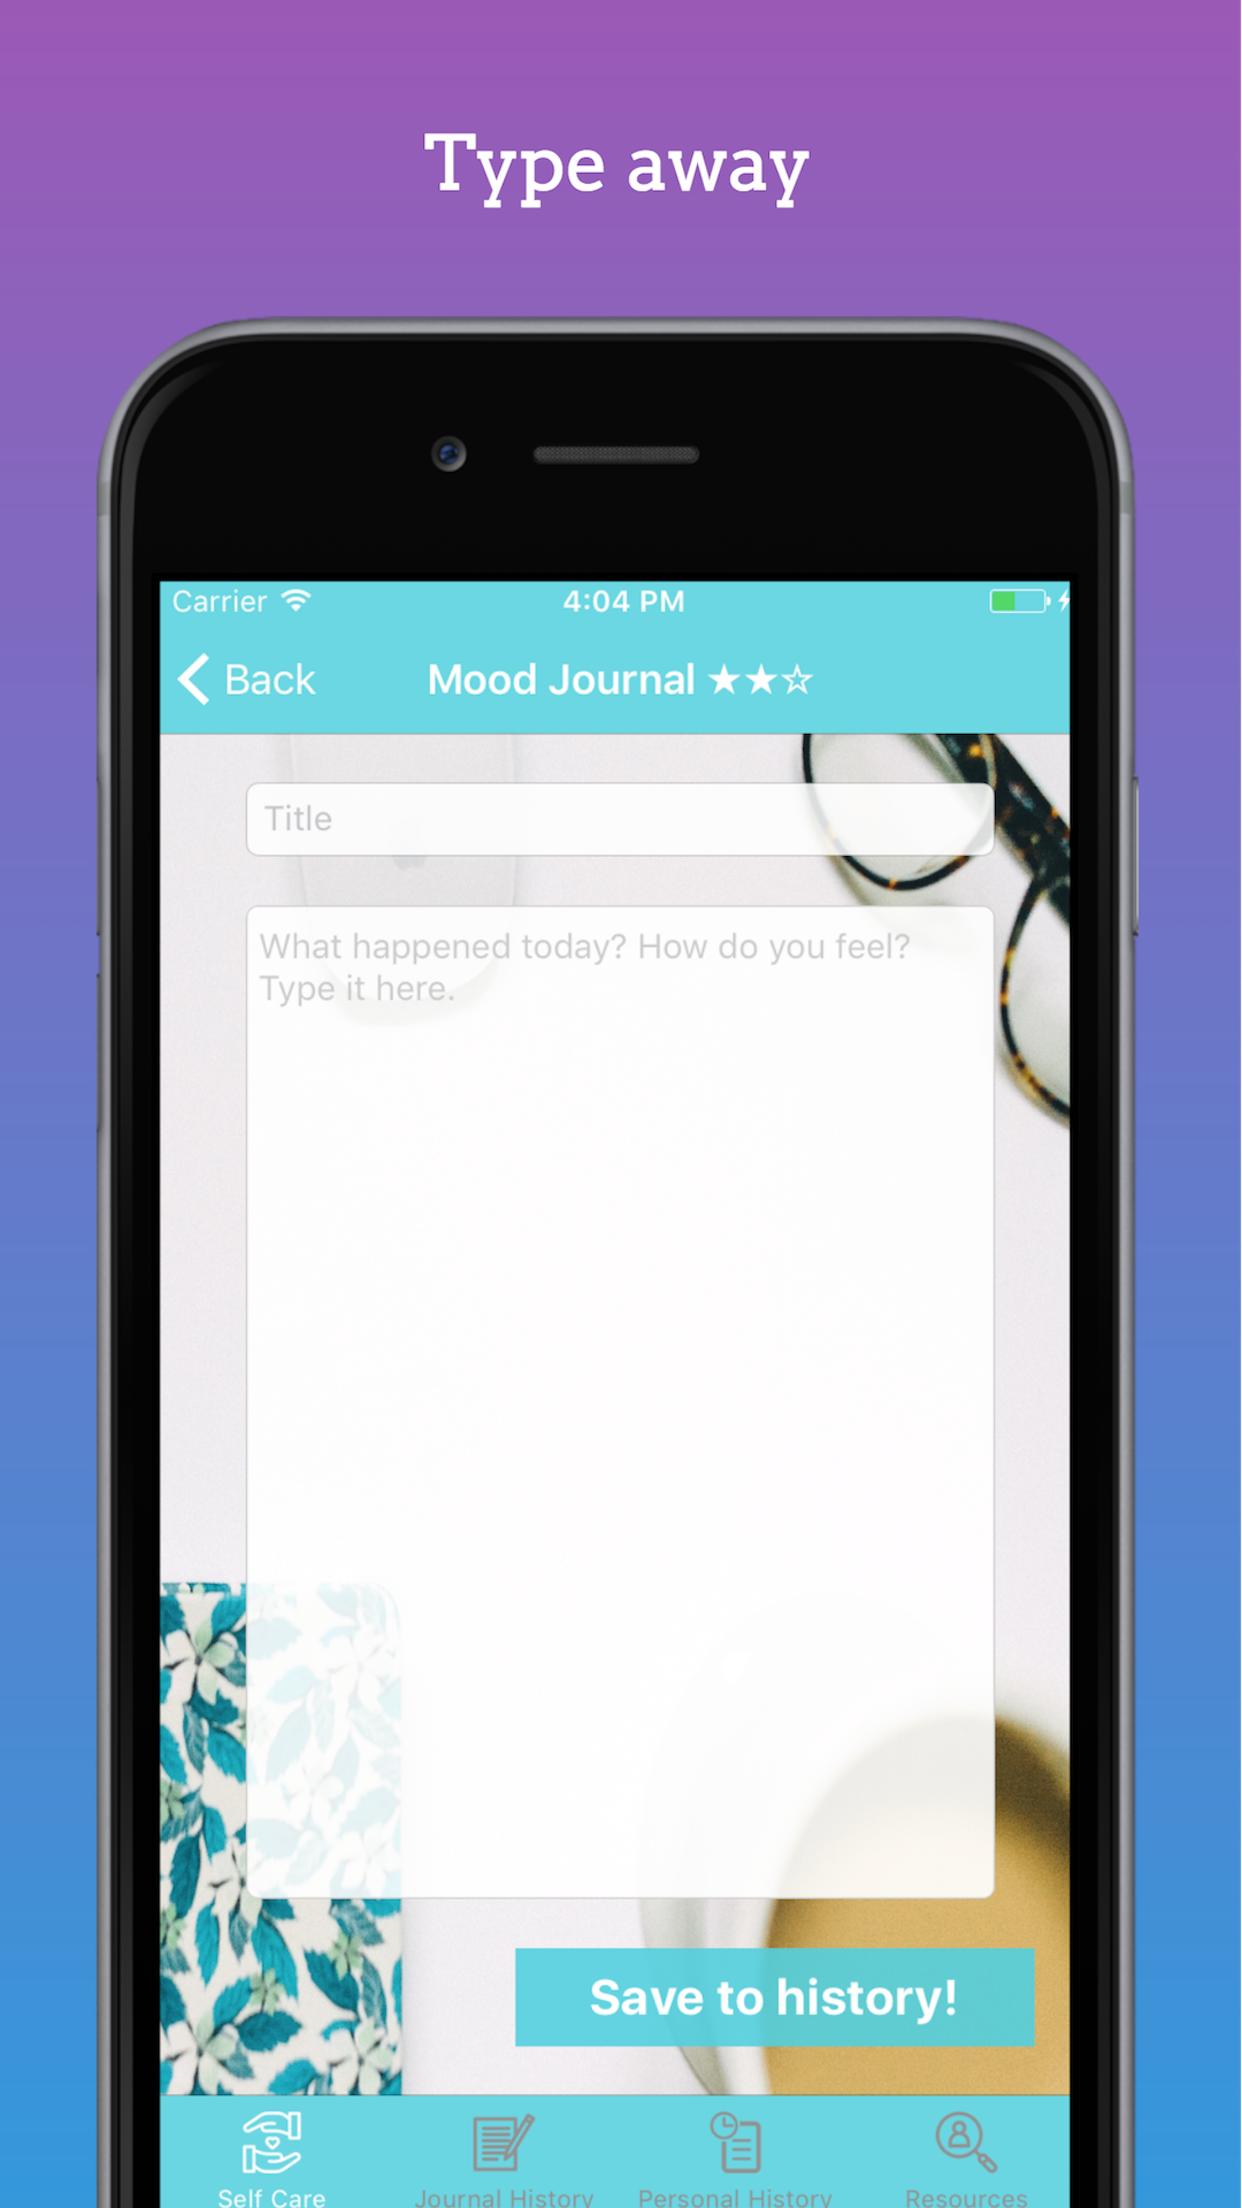 Type away
Carrier 4:04 PM
Back Mood Journal ★★☆
Title
What happened today? How do you feel?
Type it here.
Save to history!
Self Care Journal History Personal History Resources